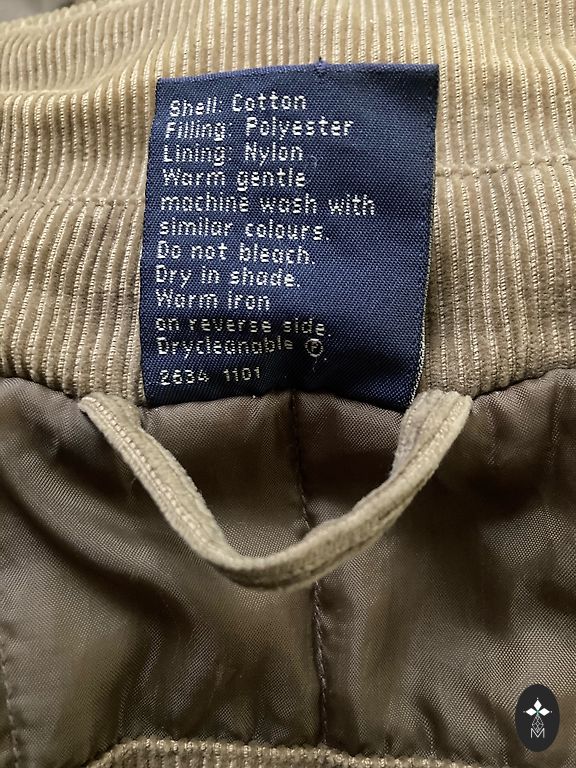 Shell: Cotton
Filling: Polyester
Lining: Nylon
Warm gentle
machine wash with
similar colours.
Do not bleach.
Dry in shade.
Warm iron
on reverse side.
Drycleanable Ⓟ
2634 1101
M